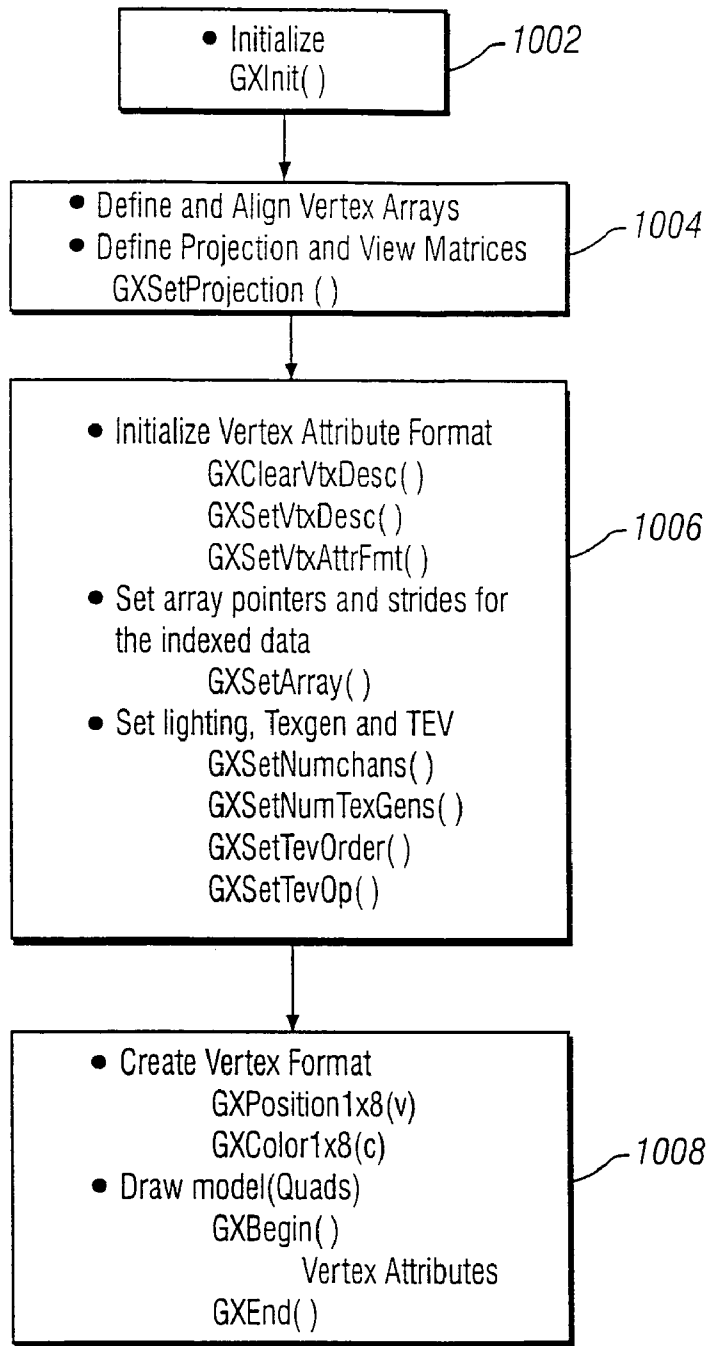 • Initialize
GXInit( )
1002
• Define and Align Vertex Arrays
• Define Projection and View Matrices
GXSetProjection ( )
1004
• Initialize Vertex Attribute Format
GXClearVtxDesc( )
GXSetVtxDesc( )
GXSetVtxAttrFmt( )
• Set array pointers and strides for
the indexed data
GXSetArray( )
• Set lighting, Texgen and TEV
GXSetNumchans( )
GXSetNumTexGens( )
GXSetTevOrder( )
GXSetTevOp( )
1006
• Create Vertex Format
GXPosition1x8(v)
GXColor1x8(c)
• Draw model(Quads)
GXBegin( )
Vertex Attributes
GXEnd( )
1008